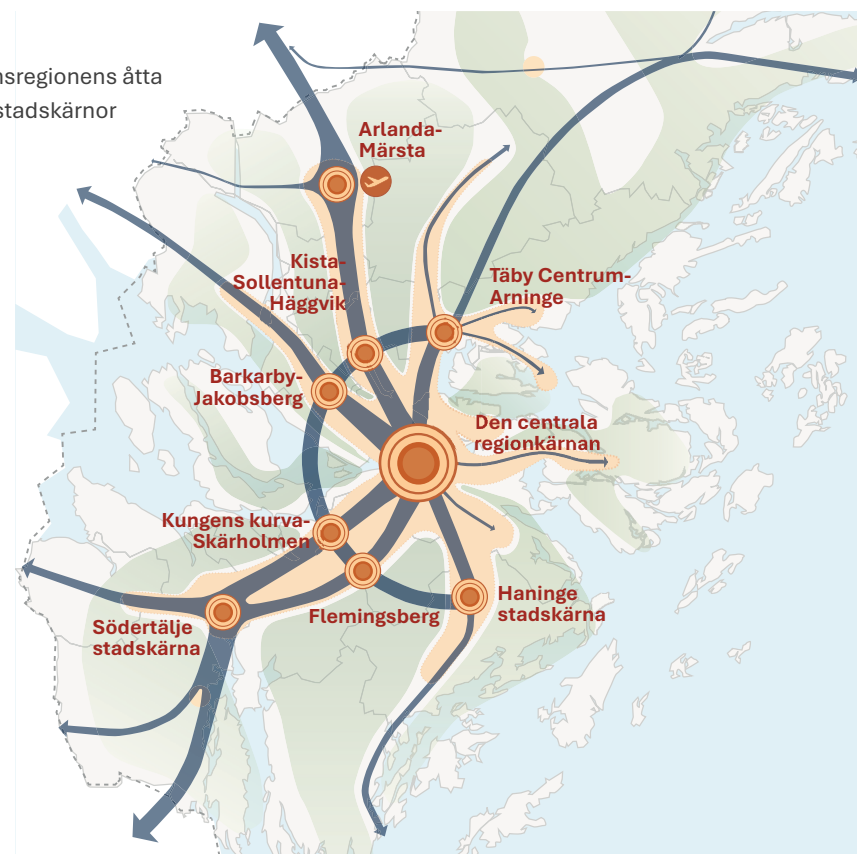 nsregionens åtta
stadskärnor
Arlanda-
Märsta
Kista-
Sollentuna-
Häggvik
Täby Centrum-
Arninge
Barkarby-
Jakobsberg
Den centrala
regionkärnan
Kungens kurva-
Skärholmen
Flemingsberg
Haninge
stadskärna
Södertälje
stadskärna